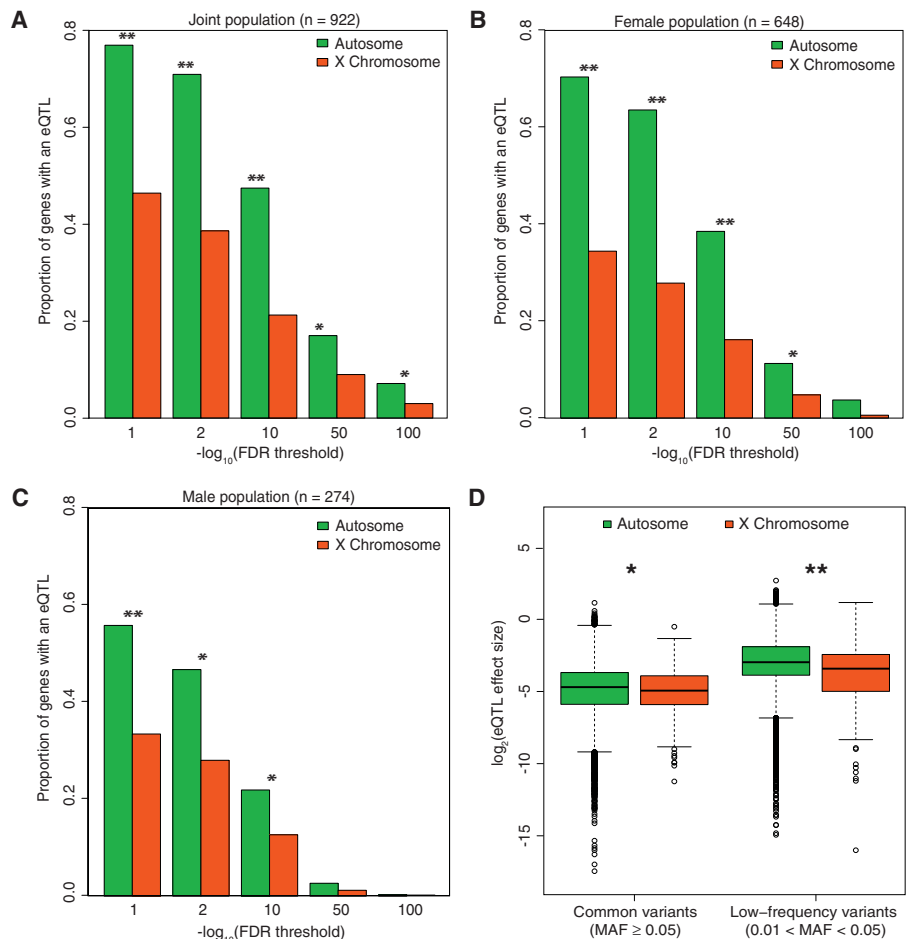 A
Joint population (n = 922)
Autosome
X Chromosome
**
**
**
*
*
Proportion of genes with an eQTL
0.0
0.2
0.4
0.6
0.8
1 2 10 50 100
-log10(FDR threshold)
B
Female population (n = 648)
Autosome
X Chromosome
**
**
**
*
Proportion of genes with an eQTL
0.0
0.2
0.4
0.6
0.8
1 2 10 50 100
-log10(FDR threshold)
C
Male population (n = 274)
Autosome
X Chromosome
**
*
*
Proportion of genes with an eQTL
0.0
0.2
0.4
0.6
0.8
1 2 10 50 100
-log10(FDR threshold)
D
Autosome X Chromosome
* **
log2(eQTL effect size)
5
0
-5
-10
-15
Common variants
(MAF ≥ 0.05)
Low–frequency variants
(0.01 < MAF < 0.05)